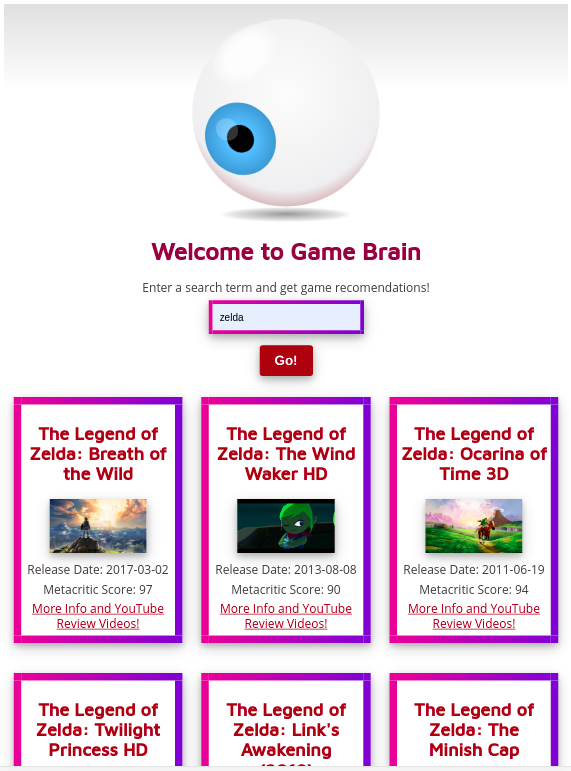 Welcome to Game Brain
Enter a search term and get game recomendations!
zelda
Go!
The Legend of
Zelda: Breath of
the Wild
Release Date: 2017-03-02
Metacritic Score: 97
More Info and YouTube
Review Videos!
The Legend of
Zelda: The Wind
Waker HD
Release Date: 2013-08-08
Metacritic Score: 90
More Info and YouTube
Review Videos!
The Legend of
Zelda: Ocarina of
Time 3D
Release Date: 2011-06-19
Metacritic Score: 94
More Info and YouTube
Review Videos!
The Legend of
Zelda: Twilight
Princess HD
The Legend of
Zelda: Link's
Awakening
The Legend of
Zelda: The
Minish Cap